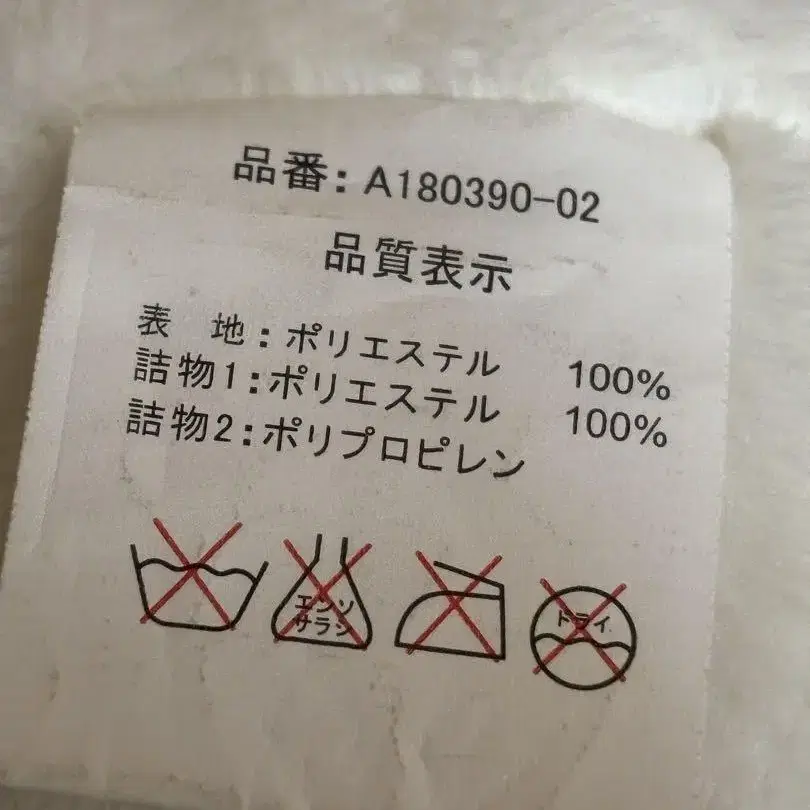 品番: A180390-02
品質表示
表 地: ポリエステル 100%
詰物1: ポリエステル 100%
詰物2: ポリプロピレン
エンソ
サラシ
ドライ